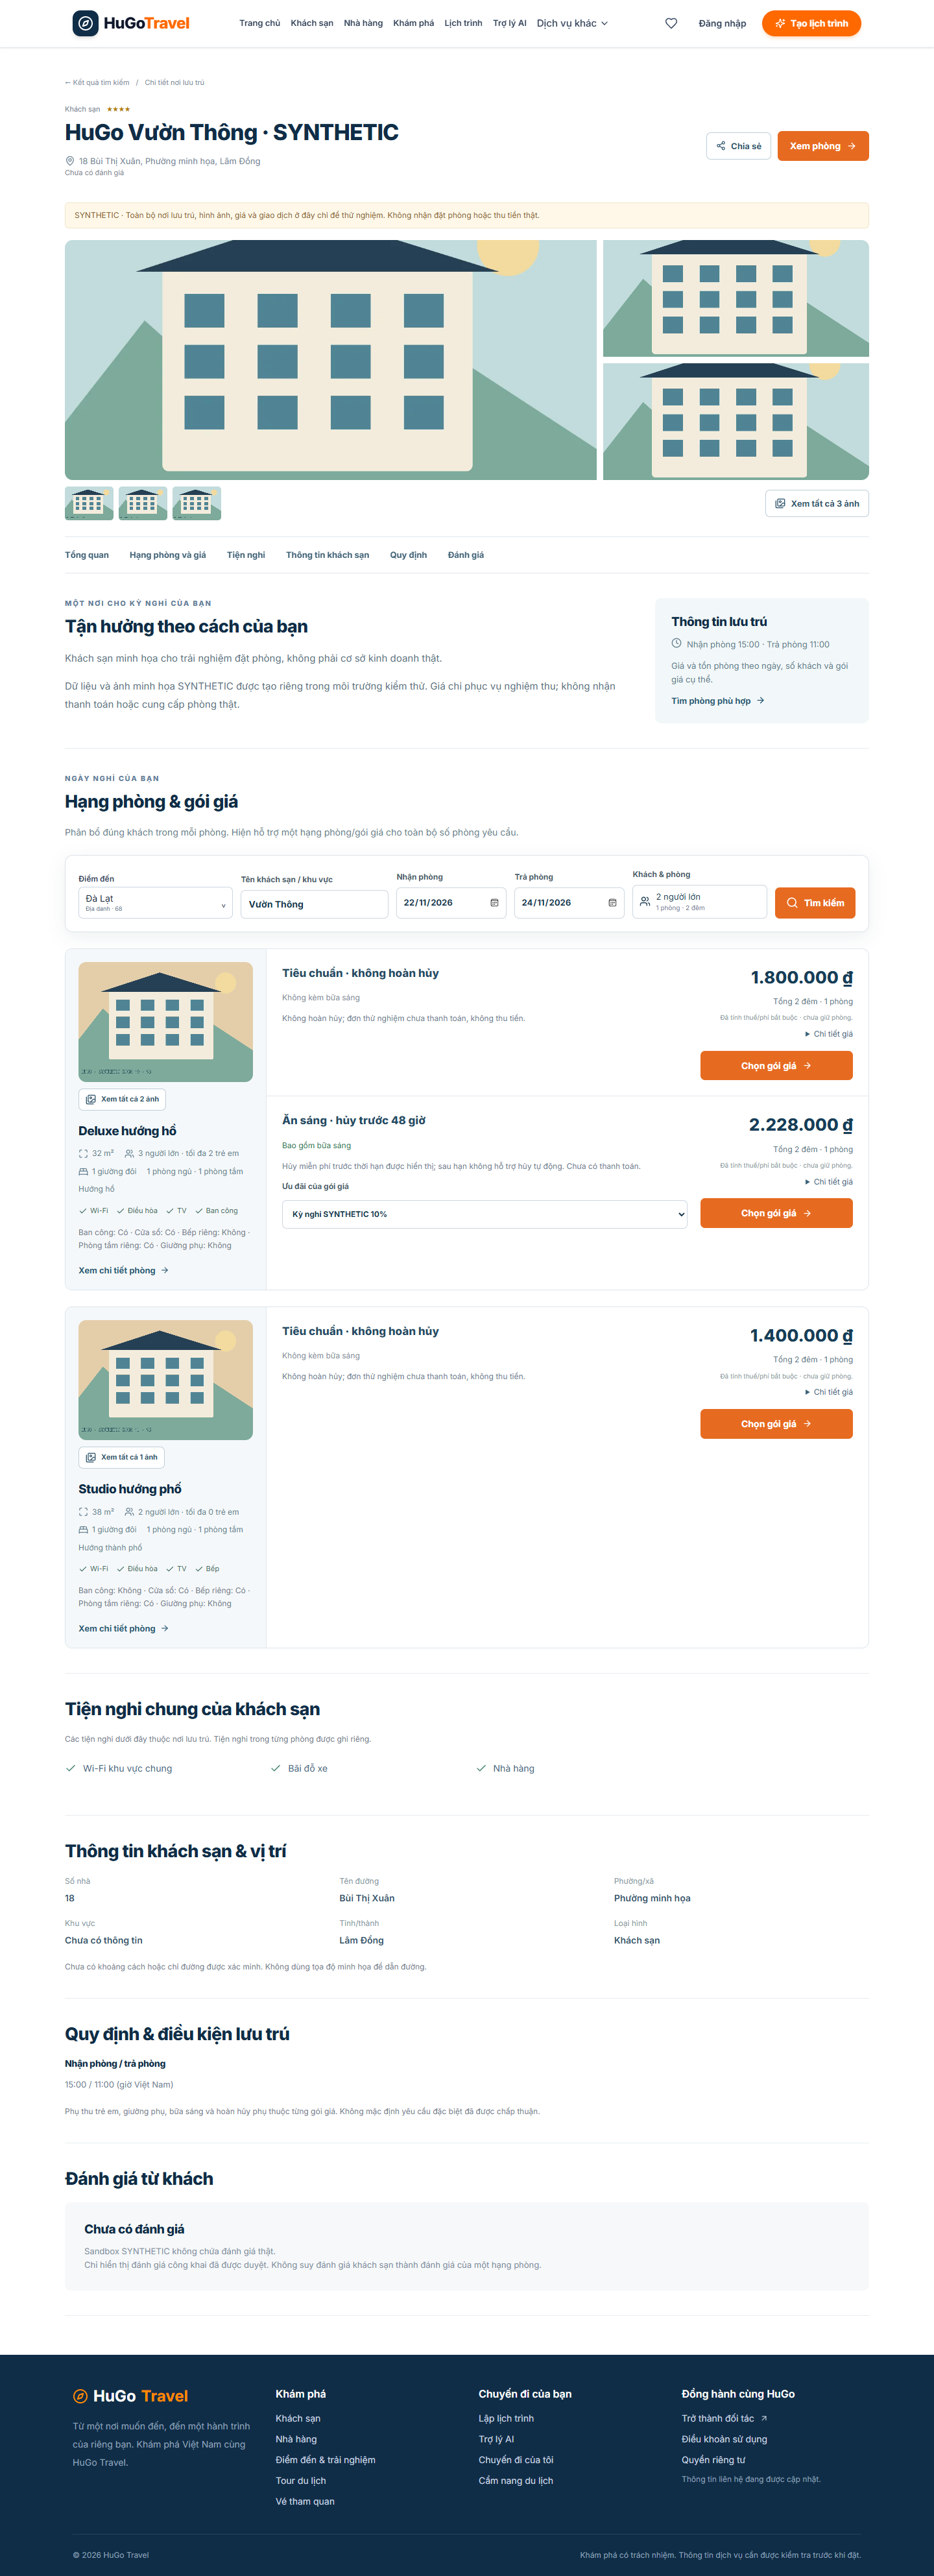 HuGoTravel
Trang chủ Khách sạn Nhà hàng Khám phá Lịch trình Trợ lý AI Dịch vụ khác
Đăng nhập
Tạo lịch trình
← Kết quả tìm kiếm / Chi tiết nơi lưu trú
Khách sạn ★★★★
HuGo Vườn Thông · SYNTHETIC
18 Bùi Thị Xuân, Phường minh họa, Lâm Đồng
Chưa có đánh giá
Chia sẻ
Xem phòng →
SYNTHETIC · Toàn bộ nơi lưu trú, hình ảnh, giá và giao dịch ở đây chỉ để thử nghiệm. Không nhận đặt phòng hoặc thu tiền thật.
Xem tất cả 3 ảnh
Tổng quan Hạng phòng và giá Tiện nghi Thông tin khách sạn Quy định Đánh giá
MỘT NƠI CHO KỲ NGHỈ CỦA BẠN
Tận hưởng theo cách của bạn
Khách sạn minh họa cho trải nghiệm đặt phòng, không phải cơ sở kinh doanh thật.
Dữ liệu và ảnh minh họa SYNTHETIC được tạo riêng trong môi trường kiểm thử. Giá chỉ phục vụ nghiệm thu; không nhận
thanh toán hoặc cung cấp phòng thật.
Thông tin lưu trú
Nhận phòng 15:00 · Trả phòng 11:00
Giá và tồn phòng theo ngày, số khách và gói
giá cụ thể.
Tìm phòng phù hợp →
NGÀY NGHỈ CỦA BẠN
Hạng phòng & gói giá
Phân bổ đúng khách trong mỗi phòng. Hiện hỗ trợ một hạng phòng/gói giá cho toàn bộ số phòng yêu cầu.
Điểm đến
Đà Lạt
Địa danh · 68
Tên khách sạn / khu vực
Vườn Thông
Nhận phòng
22/11/2026
Trả phòng
24/11/2026
Khách & phòng
2 người lớn
1 phòng · 2 đêm
Tìm kiếm
Xem tất cả 2 ảnh
Deluxe hướng hồ
32 m² 3 người lớn · tối đa 2 trẻ em
1 giường đôi 1 phòng ngủ · 1 phòng tắm
Hướng hồ
Wi-Fi Điều hòa TV Ban công
Ban công: Có · Cửa sổ: Có · Bếp riêng: Không ·
Phòng tắm riêng: Có · Giường phụ: Không
Xem chi tiết phòng →
Tiêu chuẩn · không hoàn hủy
Không kèm bữa sáng
Không hoàn hủy; đơn thử nghiệm chưa thanh toán, không thu tiền.
1.800.000 ₫
Tổng 2 đêm · 1 phòng
Đã tính thuế/phí bắt buộc · chưa giữ phòng.
▶ Chi tiết giá
Chọn gói giá →
Ăn sáng · hủy trước 48 giờ
Bao gồm bữa sáng
Hủy miễn phí trước thời hạn được hiển thị; sau hạn không hỗ trợ hủy tự động. Chưa có thanh toán.
Ưu đãi của gói giá
Kỳ nghỉ SYNTHETIC 10%
2.228.000 ₫
Tổng 2 đêm · 1 phòng
Đã tính thuế/phí bắt buộc · chưa giữ phòng.
▶ Chi tiết giá
Chọn gói giá →
Xem tất cả 1 ảnh
Studio hướng phố
38 m² 2 người lớn · tối đa 0 trẻ em
1 giường đôi 1 phòng ngủ · 1 phòng tắm
Hướng thành phố
Wi-Fi Điều hòa TV Bếp
Ban công: Không · Cửa sổ: Có · Bếp riêng: Có ·
Phòng tắm riêng: Có · Giường phụ: Không
Xem chi tiết phòng →
Tiêu chuẩn · không hoàn hủy
Không kèm bữa sáng
Không hoàn hủy; đơn thử nghiệm chưa thanh toán, không thu tiền.
1.400.000 ₫
Tổng 2 đêm · 1 phòng
Đã tính thuế/phí bắt buộc · chưa giữ phòng.
▶ Chi tiết giá
Chọn gói giá →
Tiện nghi chung của khách sạn
Các tiện nghi dưới đây thuộc nơi lưu trú. Tiện nghi trong từng phòng được ghi riêng.
Wi-Fi khu vực chung Bãi đỗ xe Nhà hàng
Thông tin khách sạn & vị trí
Số nhà Tên đường Phường/xã
18 Bùi Thị Xuân Phường minh họa
Khu vực Tỉnh/thành Loại hình
Chưa có thông tin Lâm Đồng Khách sạn
Chưa có khoảng cách hoặc chỉ đường được xác minh. Không dùng tọa độ minh họa để dẫn đường.
Quy định & điều kiện lưu trú
Nhận phòng / trả phòng
15:00 / 11:00 (giờ Việt Nam)
Phụ thu trẻ em, giường phụ, bữa sáng và hoàn hủy phụ thuộc từng gói giá. Không mặc định yêu cầu đặc biệt đã được chấp thuận.
Đánh giá từ khách
Chưa có đánh giá
Sandbox SYNTHETIC không chứa đánh giá thật.
Chỉ hiển thị đánh giá công khai đã được duyệt. Không suy đánh giá khách sạn thành đánh giá của một hạng phòng.
HuGo Travel
Từ một nơi muốn đến, đến một hành trình
của riêng bạn. Khám phá Việt Nam cùng
HuGo Travel.
Khám phá
Khách sạn
Nhà hàng
Điểm đến & trải nghiệm
Tour du lịch
Vé tham quan
Chuyến đi của bạn
Lập lịch trình
Trợ lý AI
Chuyến đi của tôi
Cẩm nang du lịch
Đồng hành cùng HuGo
Trở thành đối tác
Điều khoản sử dụng
Quyền riêng tư
Thông tin liên hệ đang được cập nhật.
© 2026 HuGo Travel
Khám phá có trách nhiệm. Thông tin dịch vụ cần được kiểm tra trước khi đặt.